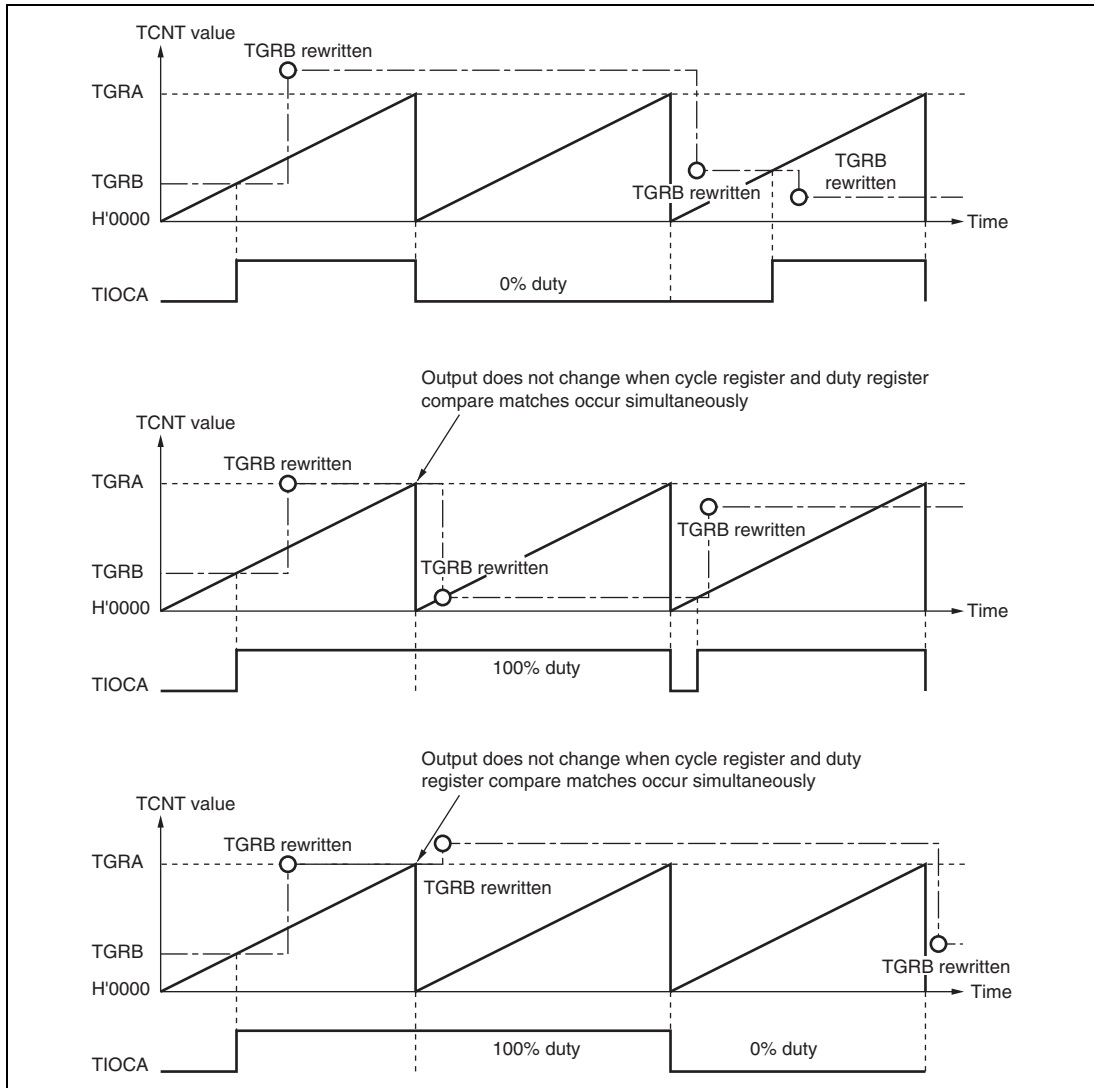 TCNT value
TGRB rewritten
TGRA
TGRB
rewritten
TGRB
TGRB rewritten
H'0000
Time
0% duty
TIOCA
Output does not change when cycle register and duty register
compare matches occur simultaneously
TCNT value
TGRB rewritten
TGRA
TGRB rewritten
TGRB
TGRB rewritten
H'0000
Time
100% duty
TIOCA
Output does not change when cycle register and duty
register compare matches occur simultaneously
TCNT value
TGRB rewritten
TGRA
TGRB rewritten
TGRB
TGRB rewritten
H'0000
Time
100% duty
0% duty
TIOCA